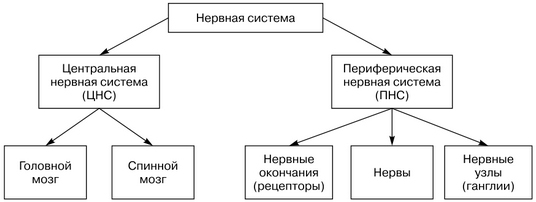 Нервная система
Центральная
нервная система
(ЦНС)
Периферическая
нервная система
(ПНС)
Головной
мозг
Спинной
мозг
Нервные
окончания
(рецепторы)
Нервы
Нервные
узлы
(ганглии)